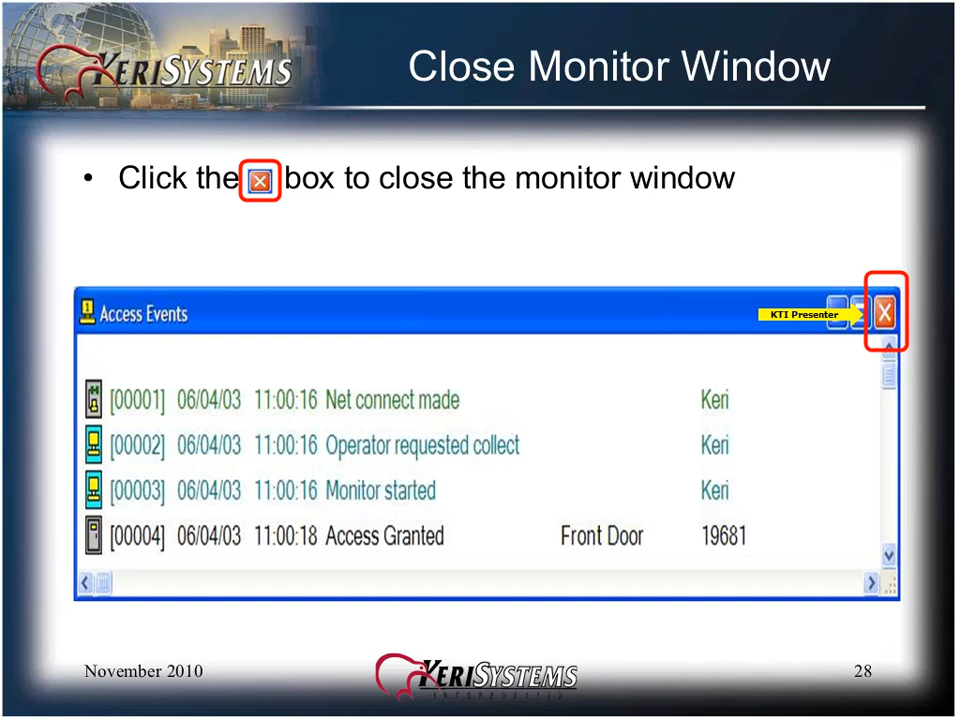 KERISYSTEMS
Close Monitor Window
• Click the box to close the monitor window
1 Access Events
KTI Presenter
[00001] 06/04/03 11:00:16 Net connect made Keri
[00002] 06/04/03 11:00:16 Operator requested collect Keri
[00003] 06/04/03 11:00:16 Monitor started Keri
[00004] 06/04/03 11:00:18 Access Granted Front Door 19681
November 2010
KERISYSTEMS
INCORPORATED
28